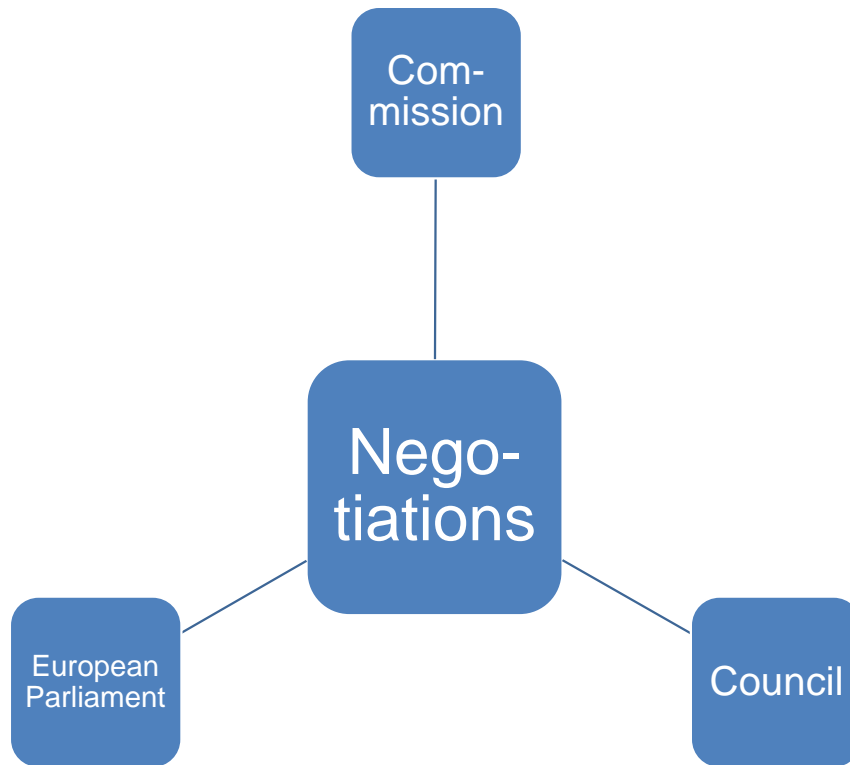 Com-
mission
Nego-
tiations
European
Parliament
Council